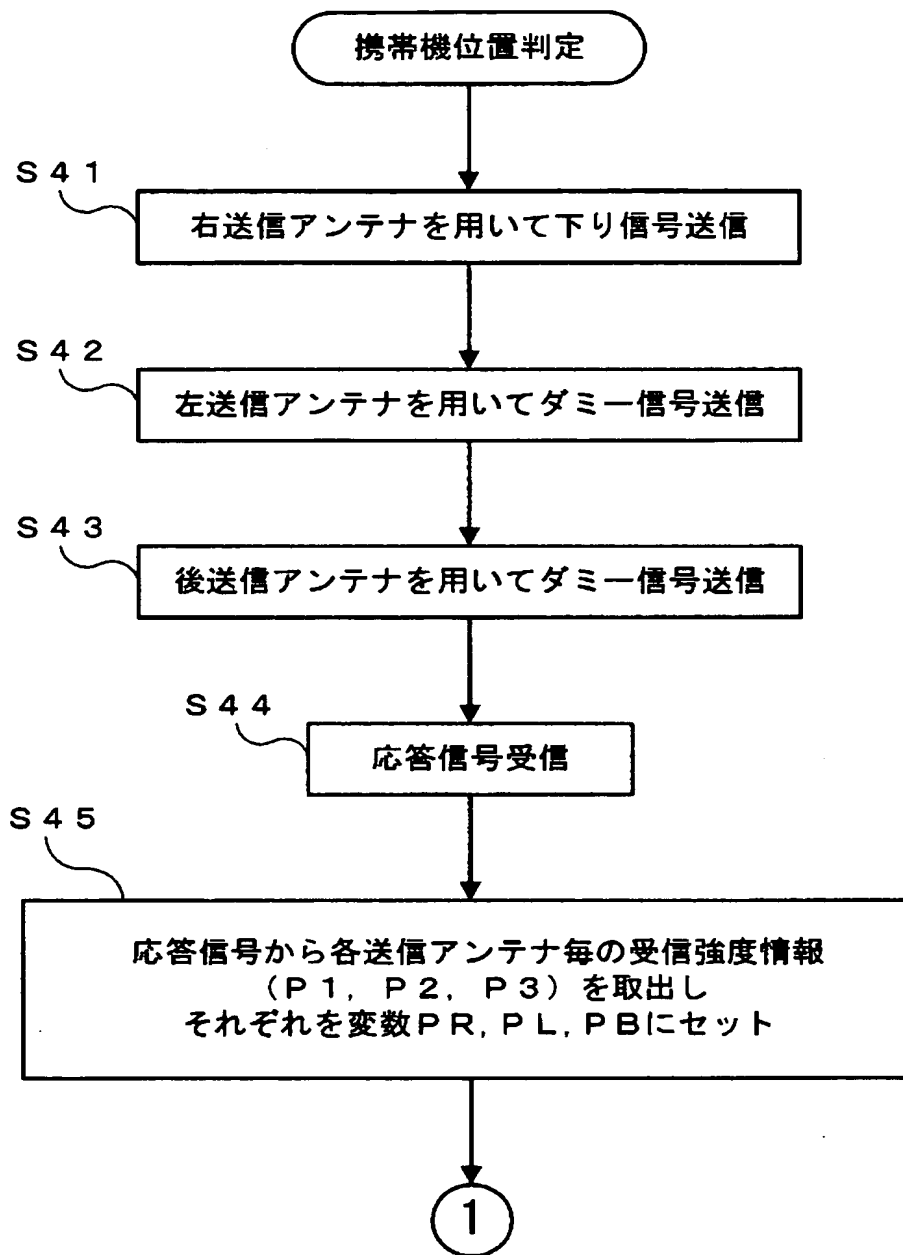 携帯機位置判定
S41
右送信アンテナを用いて下り信号送信
S42
左送信アンテナを用いてダミー信号送信
S43
後送信アンテナを用いてダミー信号送信
S44
応答信号受信
S45
応答信号から各送信アンテナ毎の受信強度情報
(P1, P2, P3)を取出し
それぞれを変数PR, PL, PBにセット
1